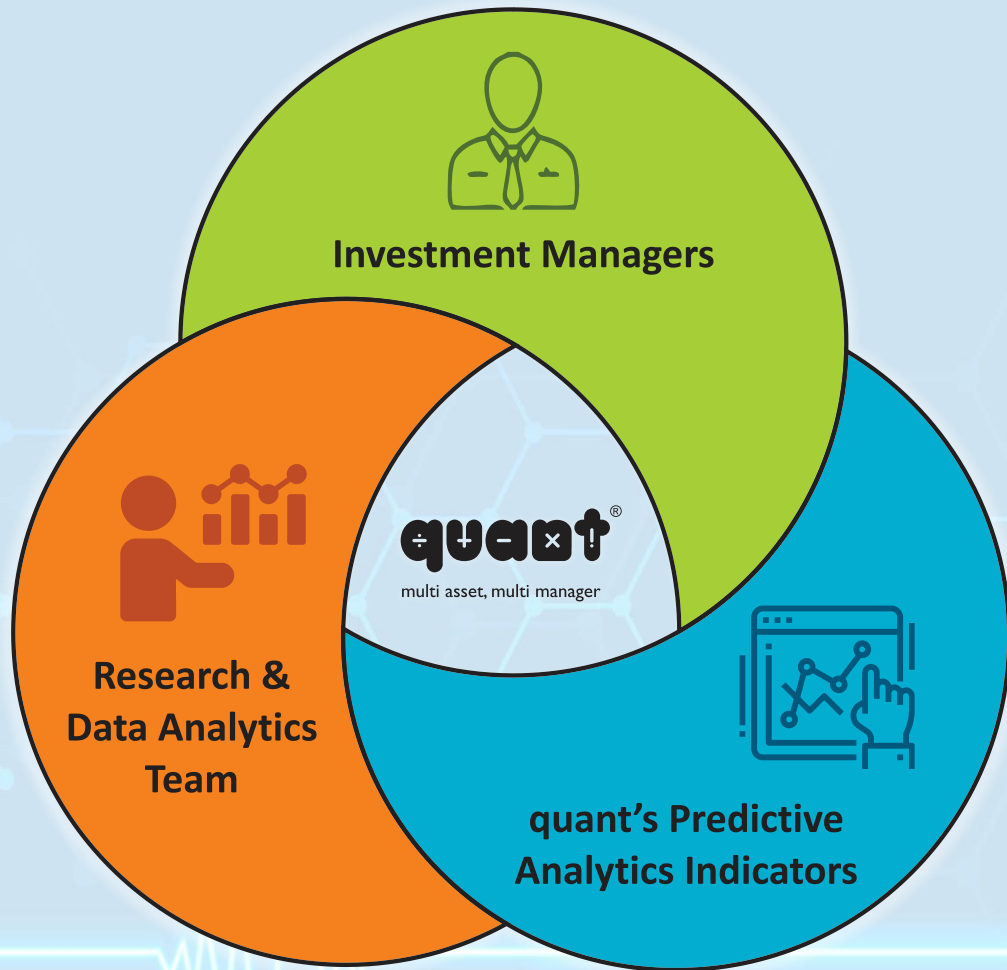 Investment Managers
quant®
multi asset, multi manager
Research &
Data Analytics
Team
quant’s Predictive
Analytics Indicators